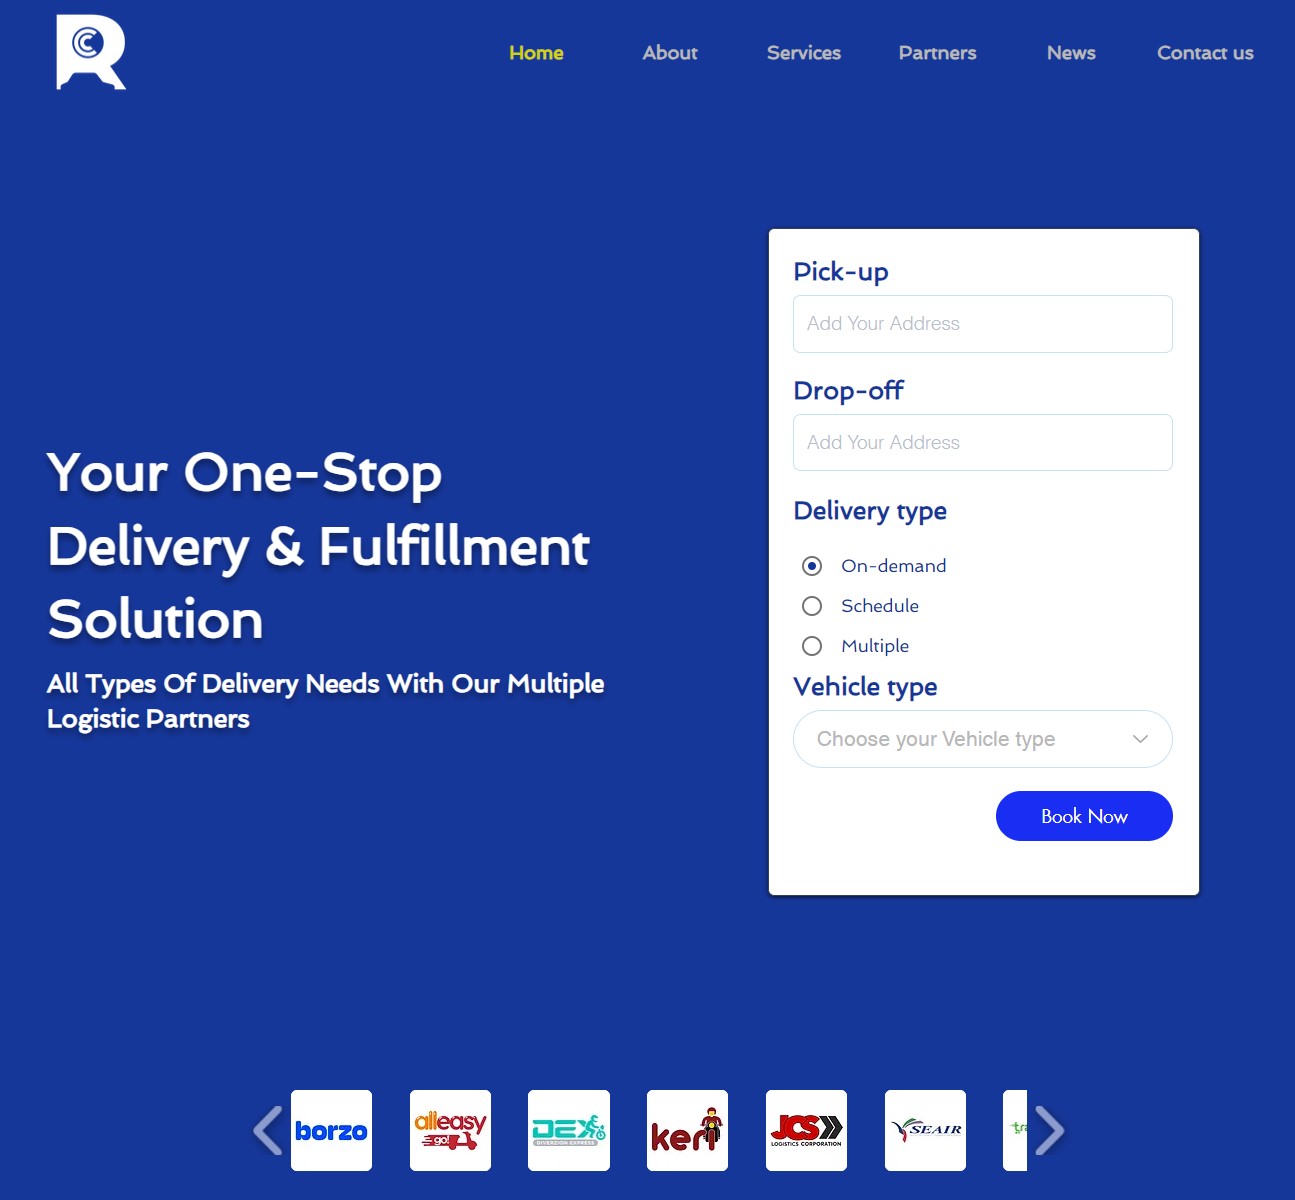 Home About Services Partners News Contact us
Your One-Stop
Delivery & Fulfillment
Solution
All Types Of Delivery Needs With Our Multiple
Logistic Partners
Pick-up
Add Your Address
Drop-off
Add Your Address
Delivery type
On-demand
Schedule
Multiple
Vehicle type
Choose your Vehicle type
Book Now
borzo
alleasy
go!
DEX
DIVERZION EXPRESS
keri
JCS
LOGISTICS CORPORATION
SEAIR